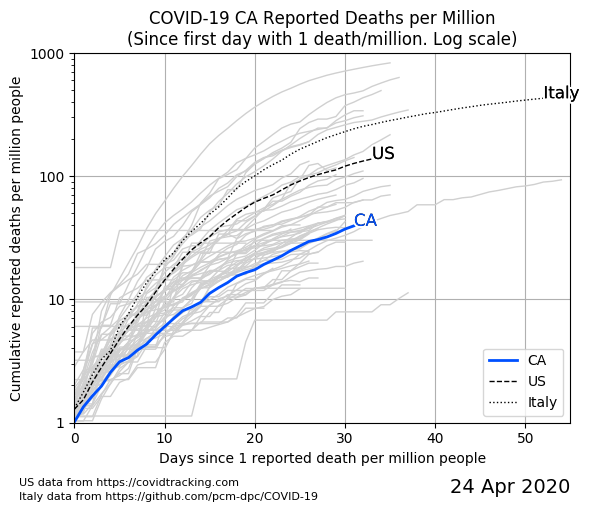 COVID-19 CA Reported Deaths per Million
(Since first day with 1 death/million. Log scale)
Cumulative reported deaths per million people
1000
100
10
1
Italy
US
CA
CA
US
Italy
0 10 20 30 40 50
Days since 1 reported death per million people
US data from https://covidtracking.com
Italy data from https://github.com/pcm-dpc/COVID-19
24 Apr 2020